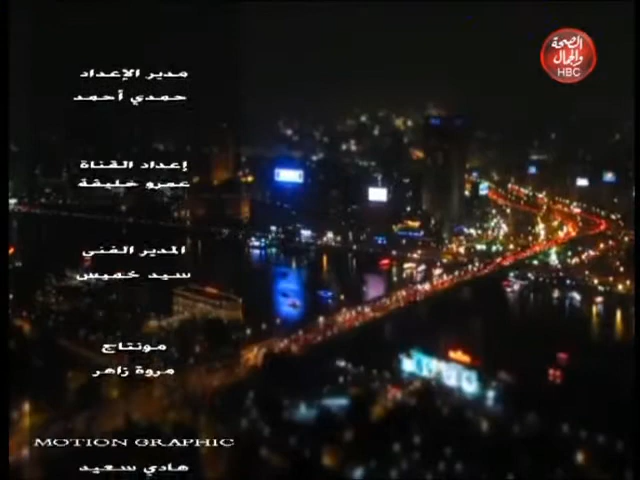 الصحة
والجمال
HBC
مدير الإعداد
حمدي أحمد
إعداد القناة
عمرو خليفة
المدير الفني
سيد خميس
مونتاج
مروة زاهر
MOTION GRAPHIC
هادي سعيد